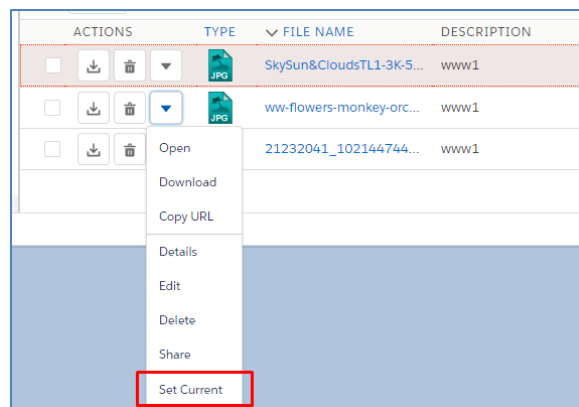 ACTIONS TYPE FILE NAME DESCRIPTION
JPG SkySun&CloudsTL1-3K-5... www1
JPG ww-flowers-monkey-orc... www1
21232041_102144744... www1
Open
Download
Copy URL
Details
Edit
Delete
Share
Set Current